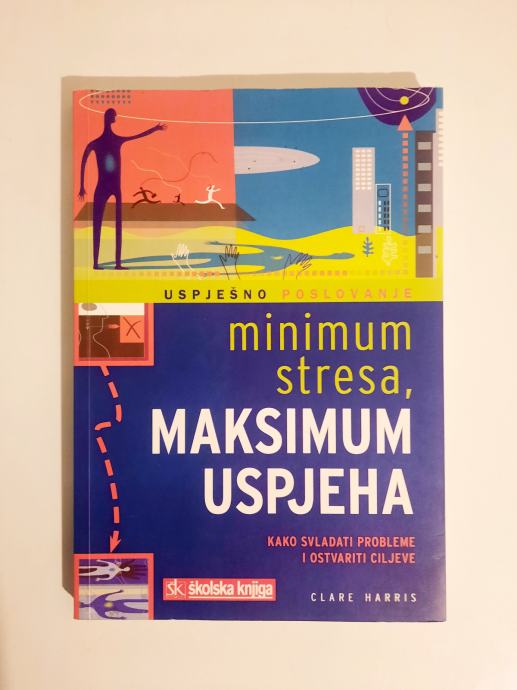 USPJEŠNO POSLOVANJE
minimum
stresa,
MAKSIMUM
USPJEHA
KAKO SVLADATI PROBLEME
I OSTVARITI CILJEVE
šk školska knjiga
CLARE HARRIS